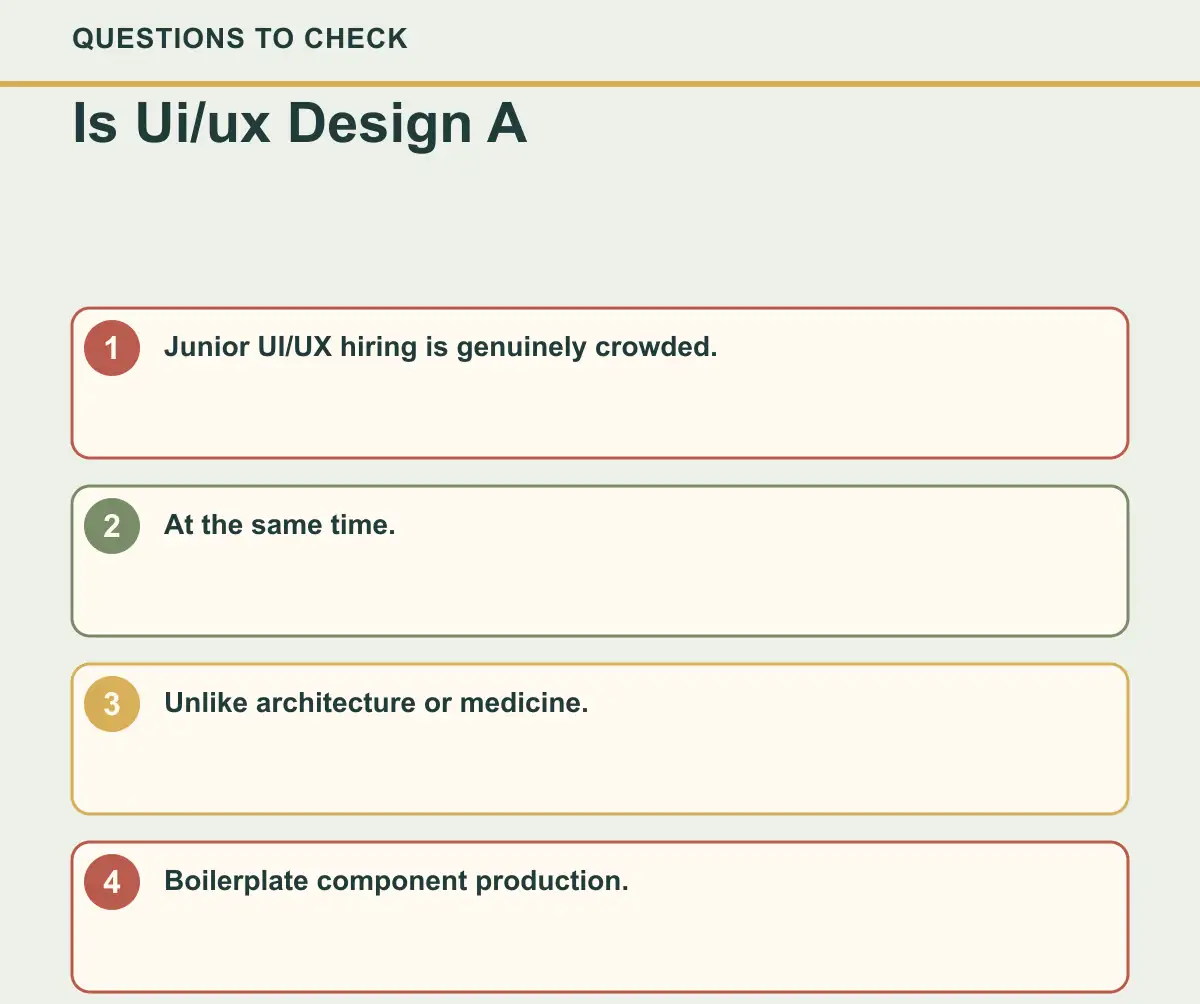 QUESTIONS TO CHECK
Is Ui/ux Design A
1 Junior UI/UX hiring is genuinely crowded.
2 At the same time.
3 Unlike architecture or medicine.
4 Boilerplate component production.